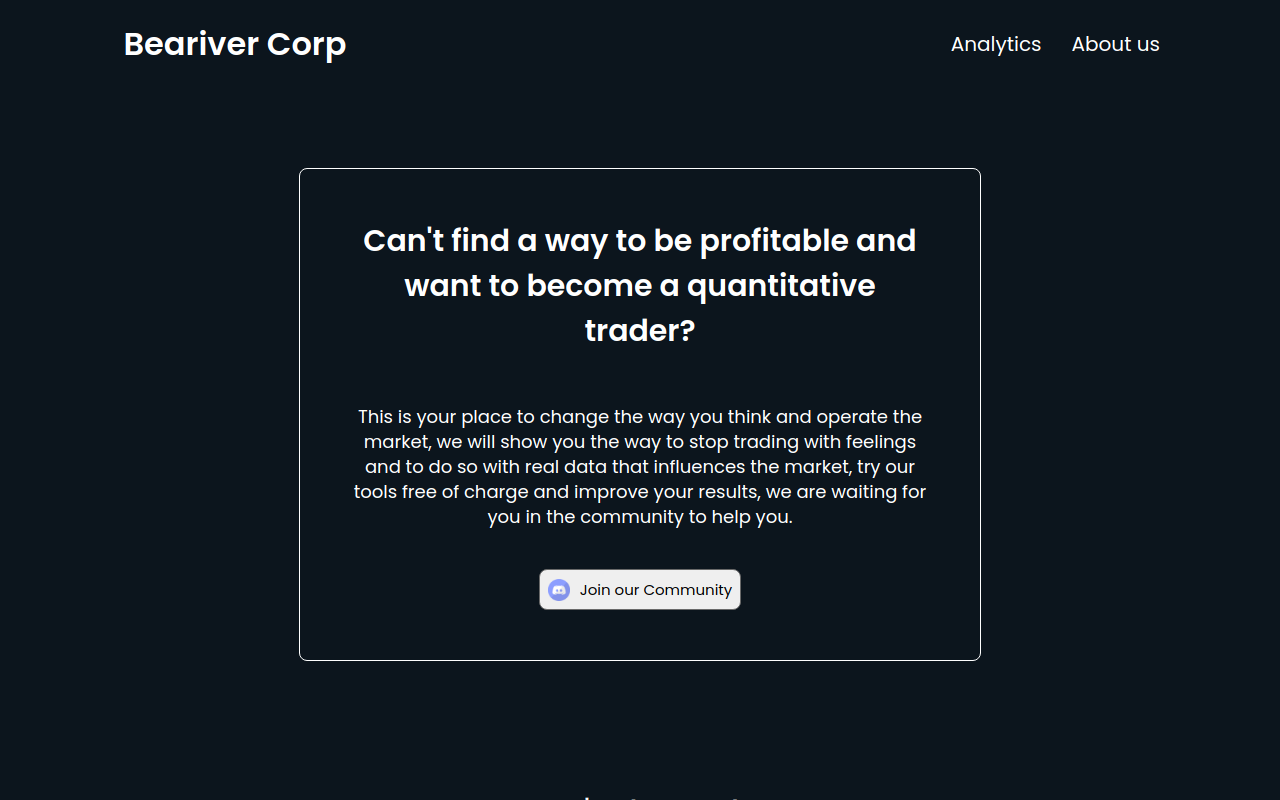 Beariver Corp
Analytics
About us
Can't find a way to be profitable and
want to become a quantitative
trader?
This is your place to change the way you think and operate the
market, we will show you the way to stop trading with feelings
and to do so with real data that influences the market, try our
tools free of charge and improve your results, we are waiting for
you in the community to help you.
Join our Community